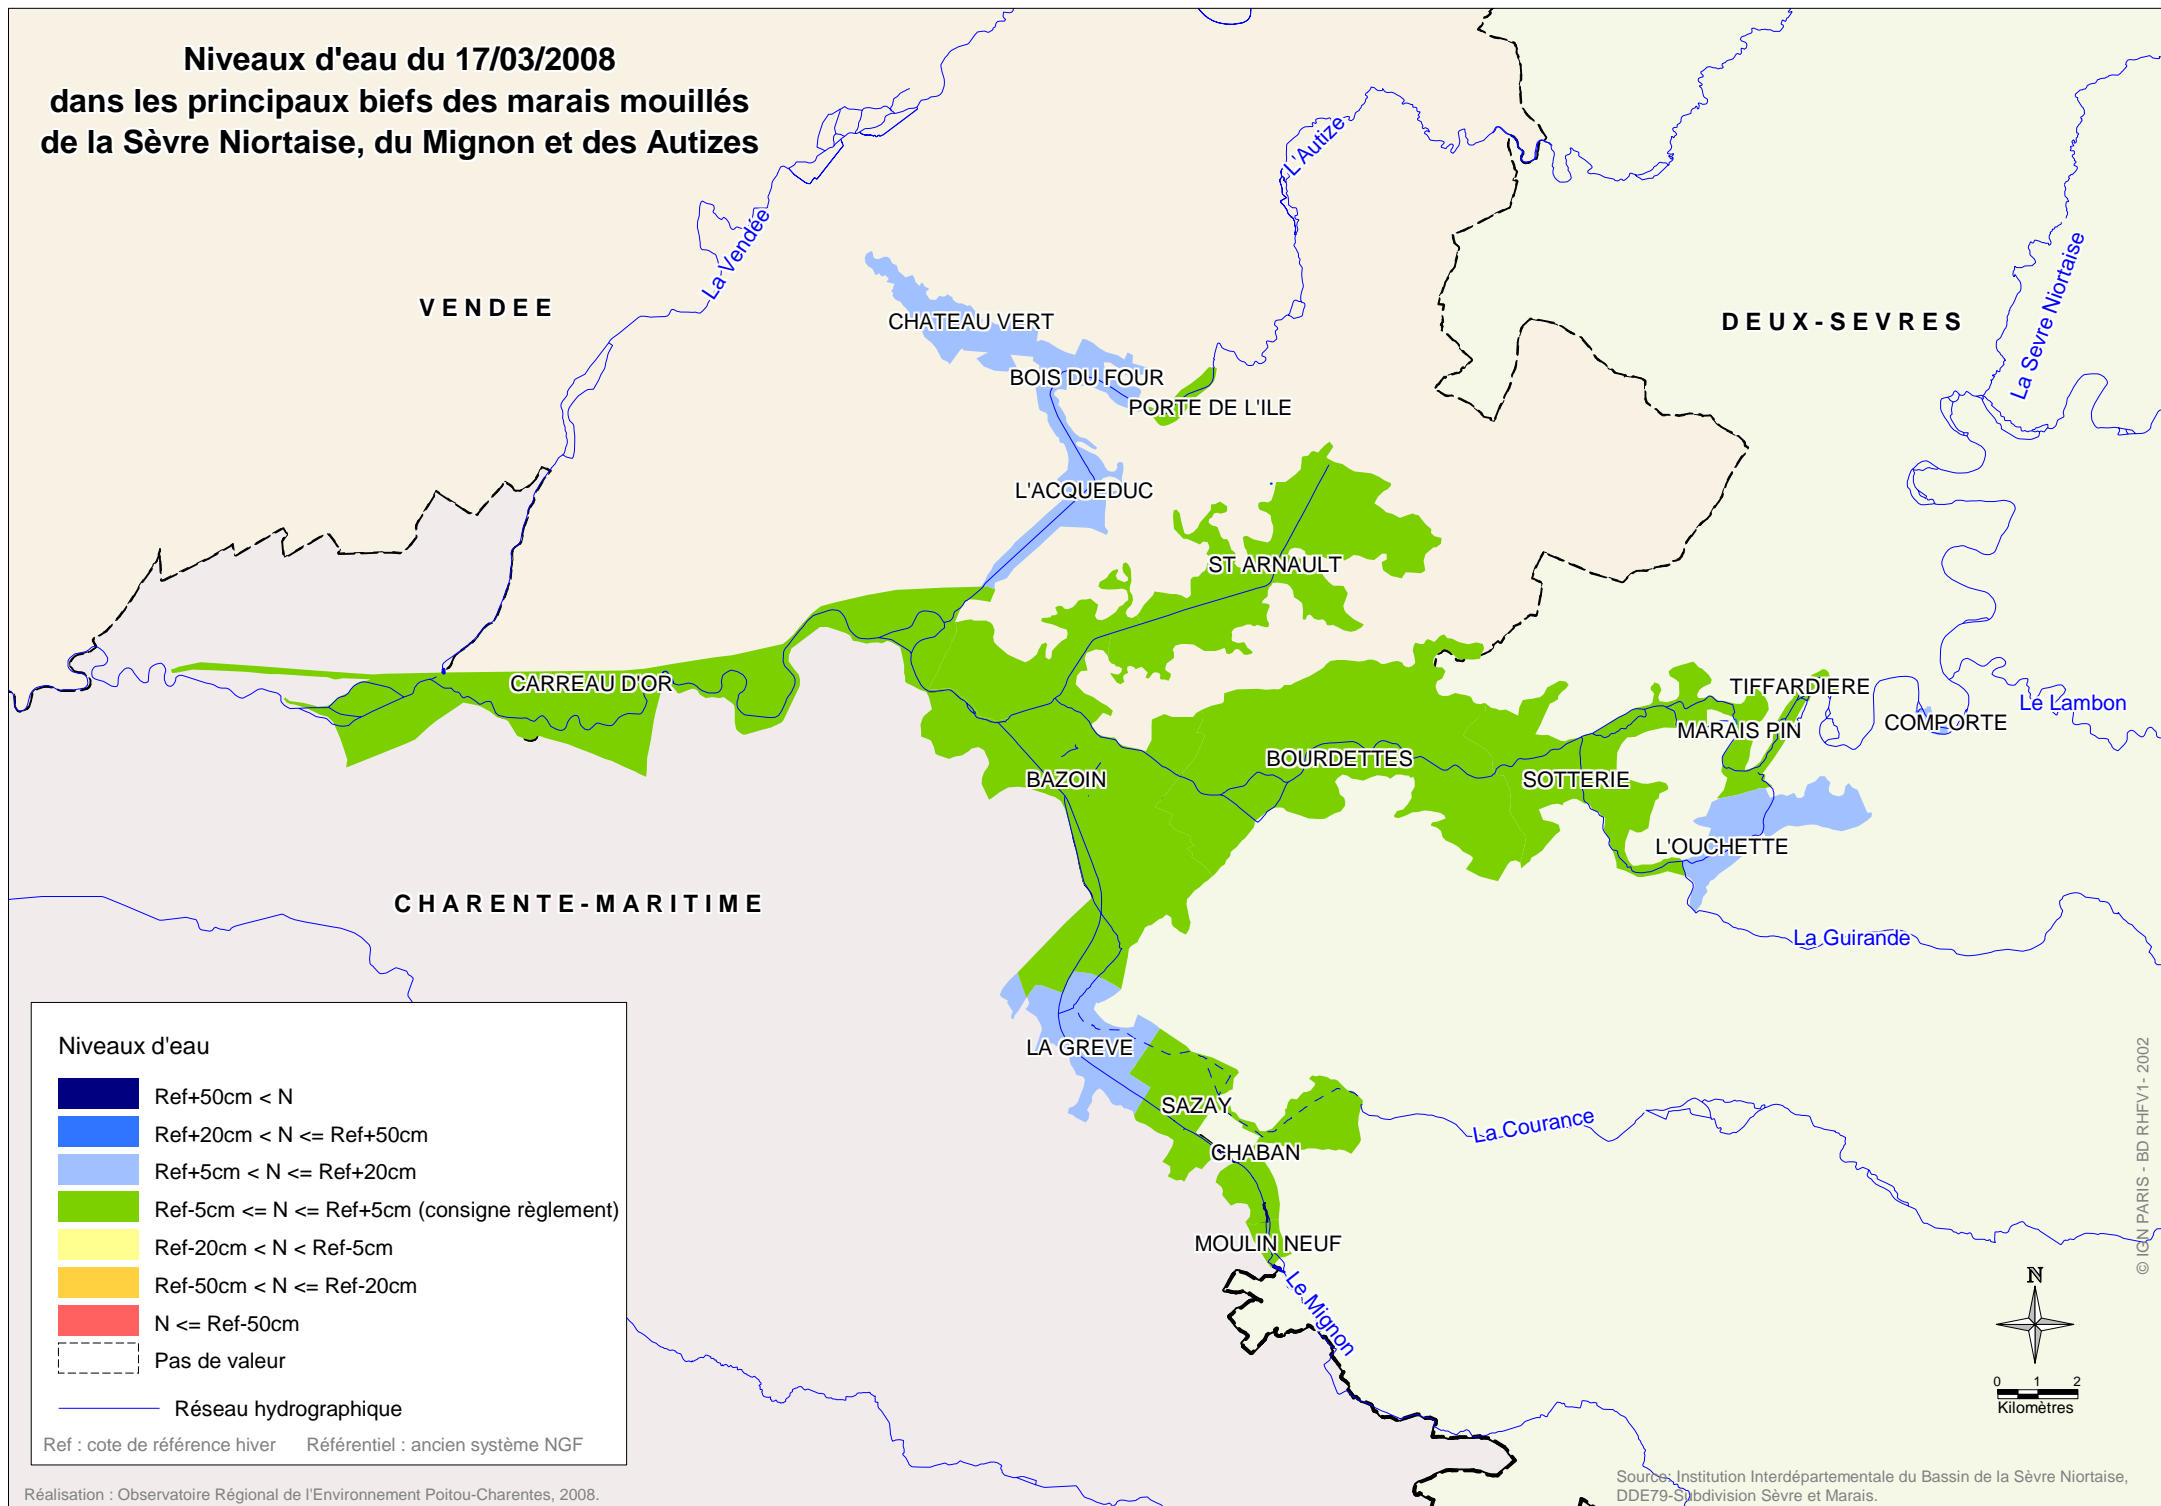 Niveaux d'eau du 17/03/2008
dans les principaux biefs des marais mouillés
de la Sèvre Niortaise, du Mignon et des Autizes
L'Autize
La Vendée
VENDEE
DEUX-SEVRES
La Sevre Niortaise
CHATEAU VERT
BOIS DU FOUR
PORTE DE L'ILE
L'ACQUEDUC
ST ARNAULT
CARREAU D'OR
TIFFARDIERE
Le Lambon
COMPORTE
MARAIS PIN
BOURDETTES
SOTTERIE
BAZOIN
L'OUCHETTE
CHARENTE-MARITIME
La Guirande
LA GREVE
SAZAY
La Courance
CHABAN
MOULIN NEUF
Le Mignon
Niveaux d'eau
Ref+50cm < N
Ref+20cm < N <= Ref+50cm
Ref+5cm < N <= Ref+20cm
Ref-5cm <= N <= Ref+5cm (consigne règlement)
Ref-20cm < N < Ref-5cm
Ref-50cm < N <= Ref-20cm
N <= Ref-50cm
Pas de valeur
Réseau hydrographique
Ref : cote de référence hiver Référentiel : ancien système NGF
© IGN PARIS - BD RHFV1- 2002
N
0 1 2
Kilomètres
Réalisation : Observatoire Régional de l'Environnement Poitou-Charentes, 2008.
Source: Institution Interdépartementale du Bassin de la Sèvre Niortaise,
DDE79-Subdivision Sèvre et Marais.